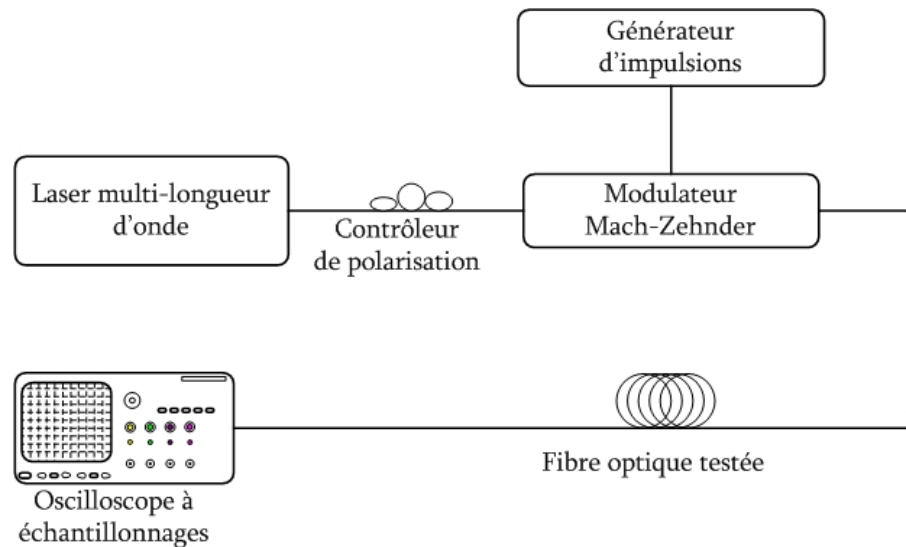 Générateur
d'impulsions
Laser multi-longueur
d'onde
Contrôleur
de polarisation
Modulateur
Mach-Zehnder
Oscilloscope à
échantillonnages
Fibre optique testée